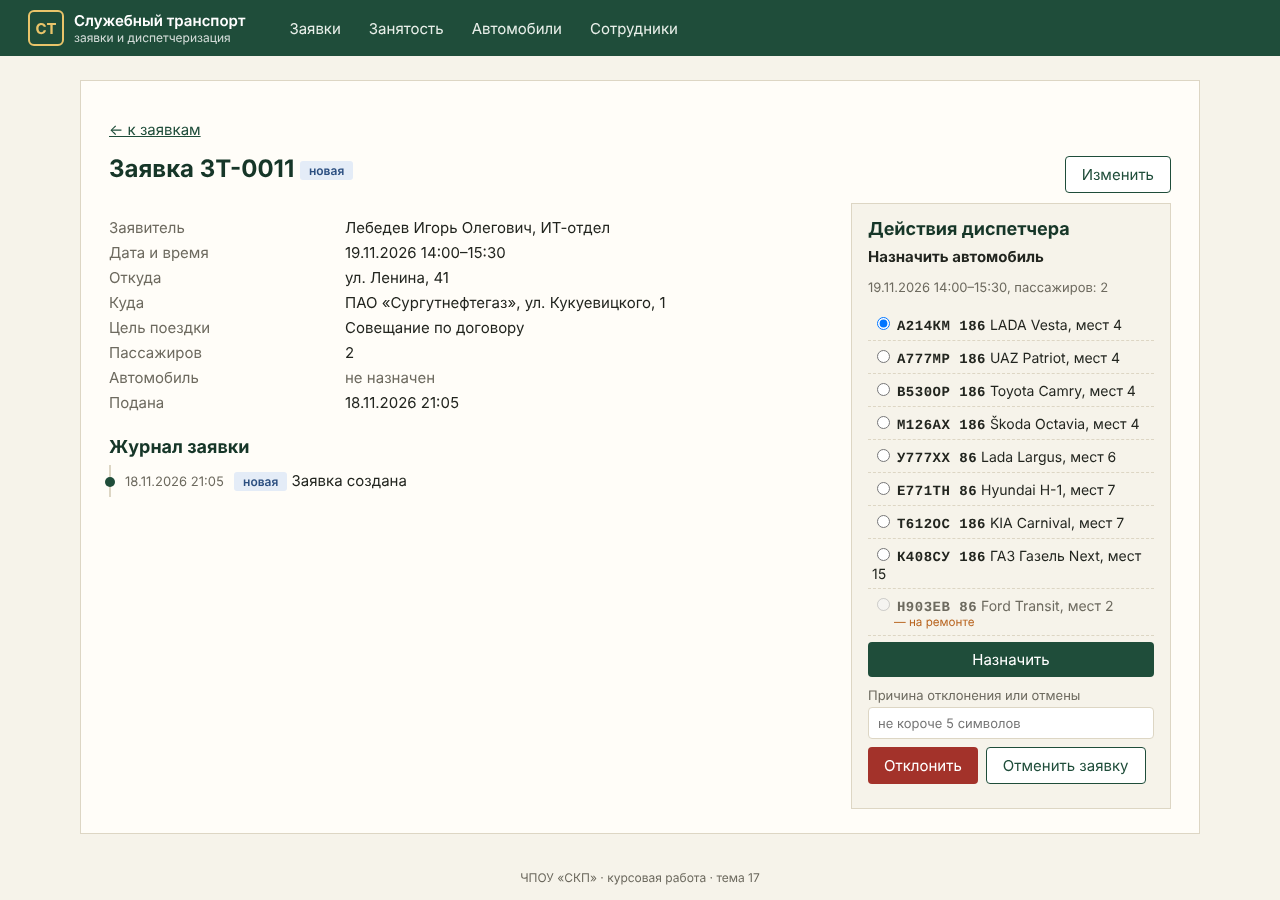 СТ
Служебный транспорт
заявки и диспетчеризация
Заявки
Занятость
Автомобили
Сотрудники
← к заявкам
Заявка ЗТ-0011 новая
Изменить
Заявитель Лебедев Игорь Олегович, ИТ-отдел
Дата и время 19.11.2026 14:00–15:30
Откуда ул. Ленина, 41
Куда ПАО «Сургутнефтегаз», ул. Кукуевицкого, 1
Цель поездки Совещание по договору
Пассажиров 2
Автомобиль не назначен
Подана 18.11.2026 21:05
Журнал заявки
18.11.2026 21:05 новая Заявка создана
Действия диспетчера
Назначить автомобиль
19.11.2026 14:00–15:30, пассажиров: 2
А214КМ 186 LADA Vesta, мест 4
А777МР 186 UAZ Patriot, мест 4
В530ОР 186 Toyota Camry, мест 4
М126АХ 186 Škoda Octavia, мест 4
У777ХХ 86 Lada Largus, мест 6
Е771ТН 86 Hyundai H-1, мест 7
Т612ОС 186 KIA Carnival, мест 7
К408СУ 186 ГАЗ Газель Next, мест
15
Н903ЕВ 86 Ford Transit, мест 2
— на ремонте
Назначить
Причина отклонения или отмены
не короче 5 символов
Отклонить
Отменить заявку
ЧПОУ «СКП» · курсовая работа · тема 17